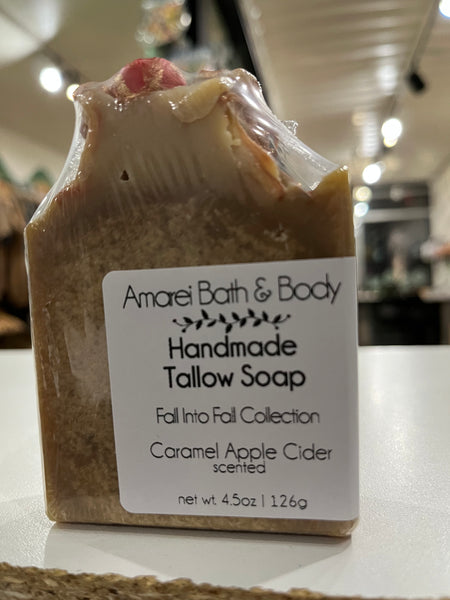 Amarei Bath & Body
Handmade
Tallow Soap
Fall Into Fall Collection
Caramel Apple Cider
scented
net wt. 4.5oz | 126g